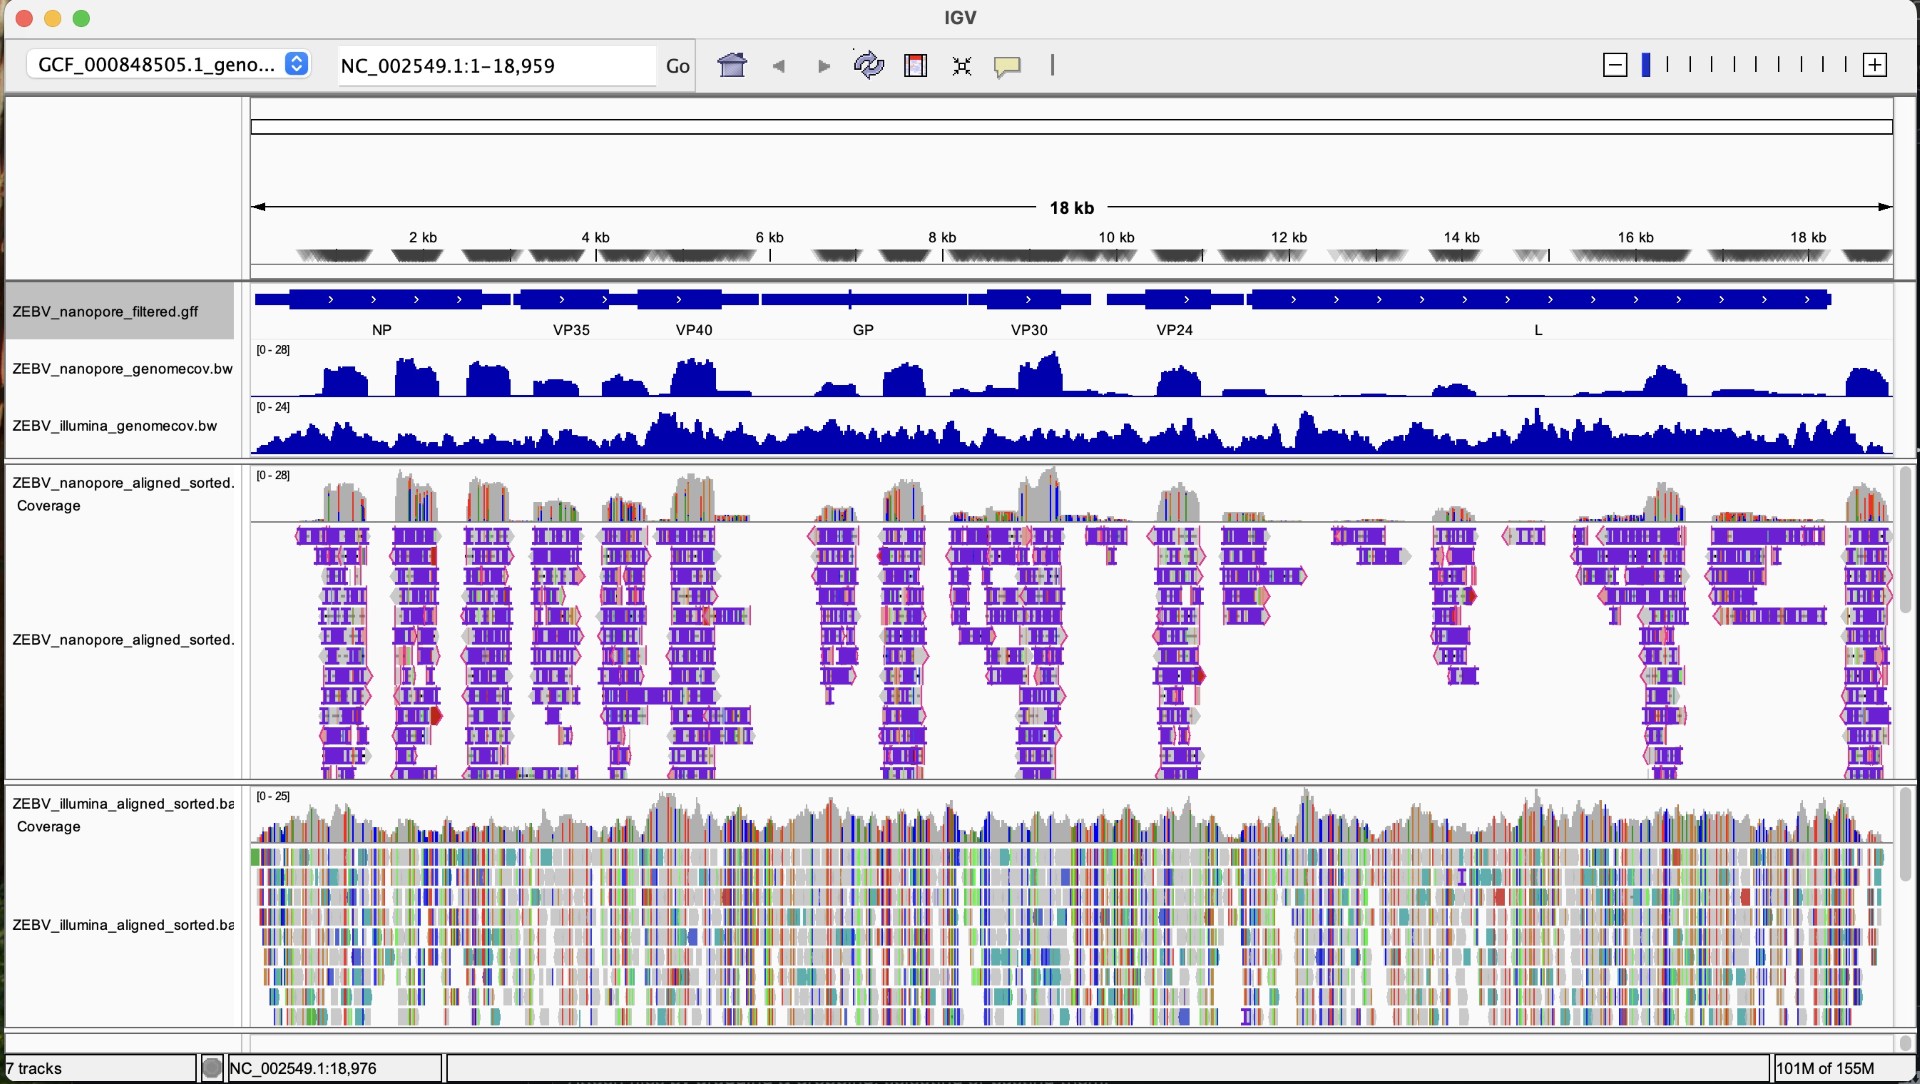 IGV
GCF_000848505.1_geno...
NC_002549.1:1-18,959
Go
18 kb
2 kb 4 kb 6 kb 8 kb 10 kb 12 kb 14 kb 16 kb 18 kb
ZEBV_nanopore_filtered.gff
NP VP35 VP40 GP VP30 VP24 L
[0 - 28]
ZEBV_nanopore_genomecov.bw
[0 - 24]
ZEBV_illumina_genomecov.bw
[0 - 28]
ZEBV_nanopore_aligned_sorted.
Coverage
ZEBV_nanopore_aligned_sorted.
[0 - 25]
ZEBV_illumina_aligned_sorted.ba
Coverage
ZEBV_illumina_aligned_sorted.ba
7 tracks
NC_002549.1:18,976
101M of 155M